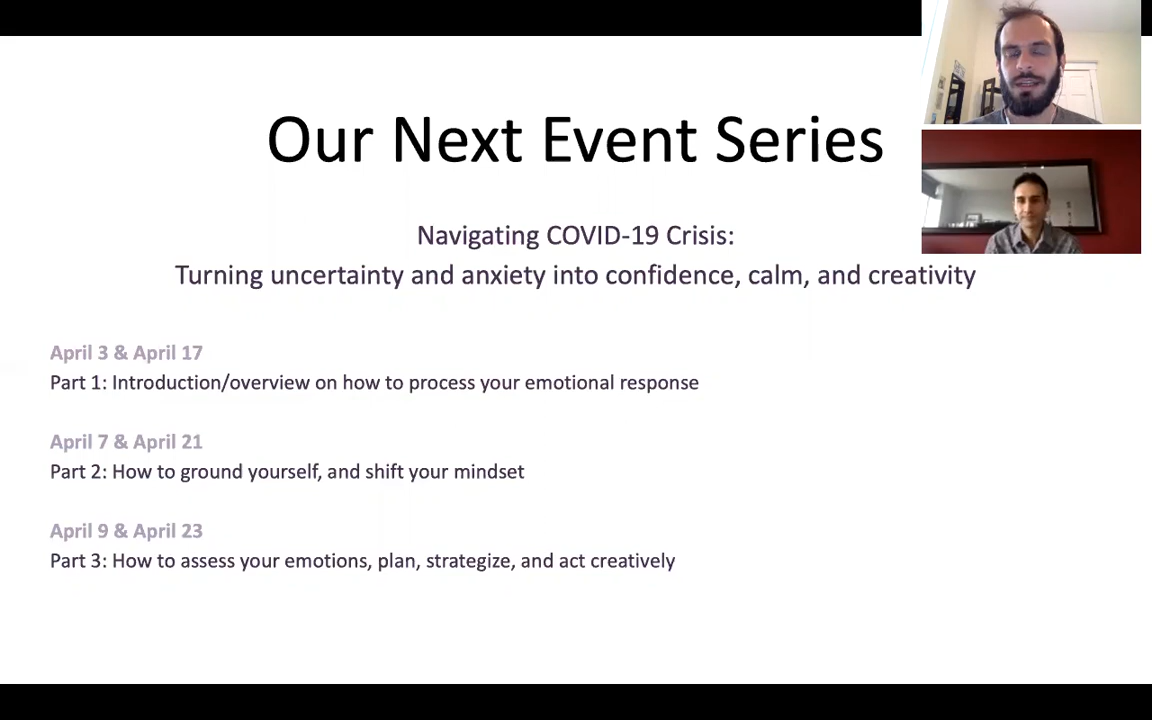 Our Next Event Series
Navigating COVID-19 Crisis:
Turning uncertainty and anxiety into confidence, calm, and creativity
April 3 & April 17
Part 1: Introduction/overview on how to process your emotional response
April 7 & April 21
Part 2: How to ground yourself, and shift your mindset
April 9 & April 23
Part 3: How to assess your emotions, plan, strategize, and act creatively